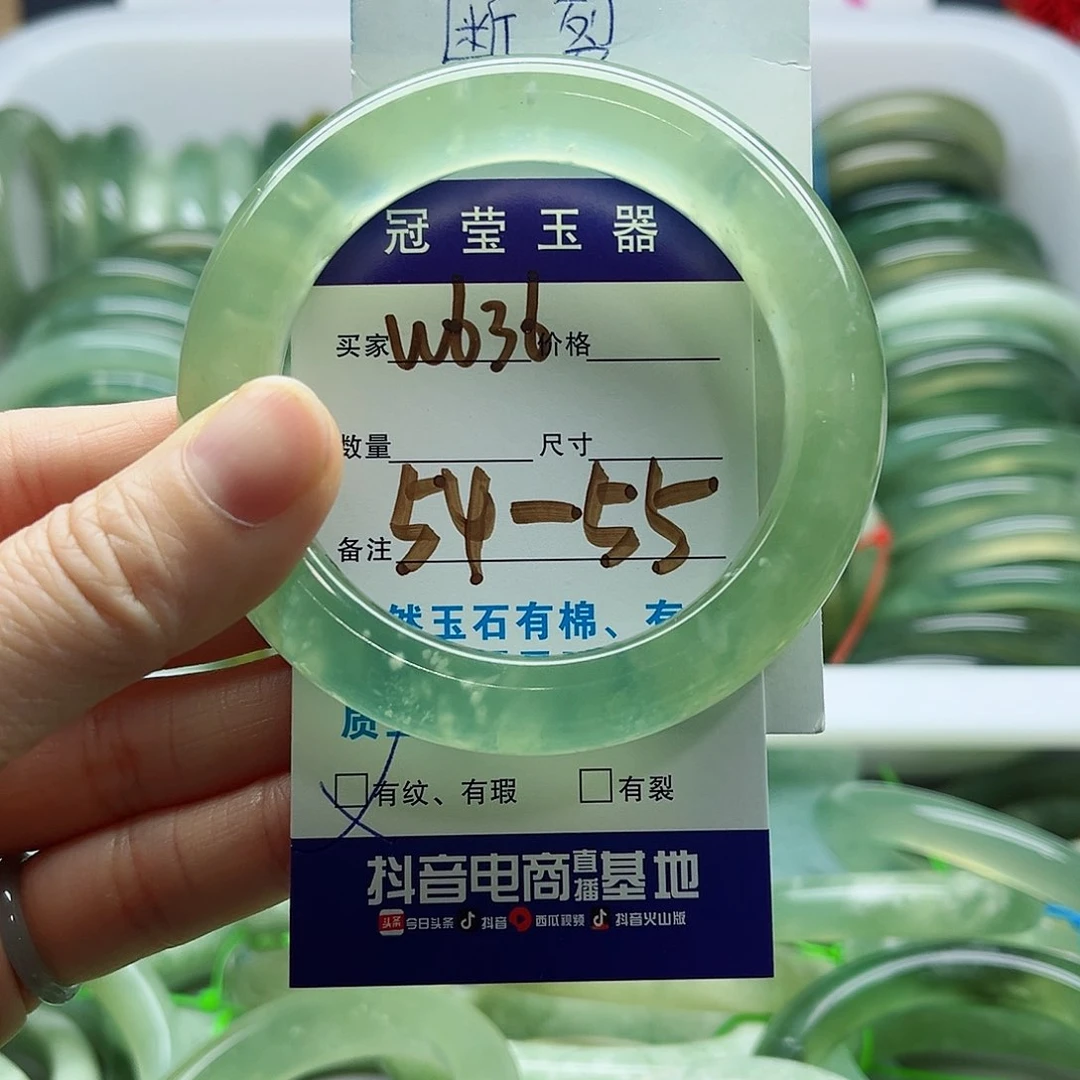 断裂
冠莹玉器
买家 W636 价格
数量 尺寸
54-55
备注
然玉石有棉、有
质
有纹、有瑕 有裂
抖音电商直播基地
头条 今日头条 抖音 西瓜视频 抖音火山版